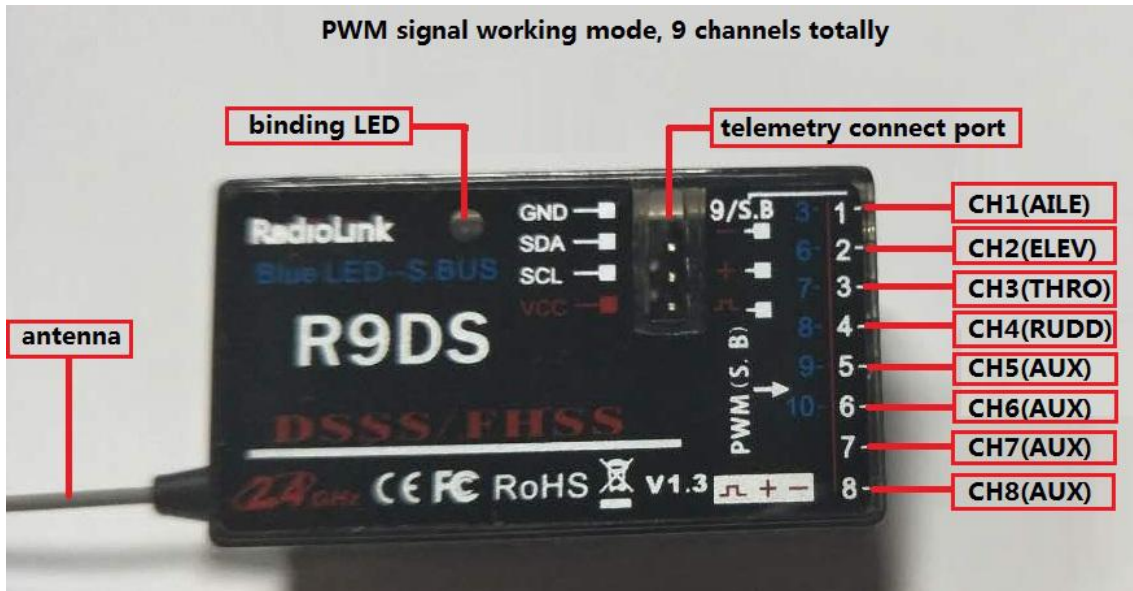 PWM signal working mode, 9 channels totally
binding LED
telemetry connect port
antenna
RadioLink
Blue LED--S.BUS
R9DS
DSSS/FHSS
2.4GHz CE FC RoHS V1.3
GND
SDA
SCL
VCC
9/S.B
-
+
PWM(S. B)
+ -
3- 1-
6- 2-
7- 3-
8- 4-
9- 5-
10- 6-
7-
8-
CH1(AILE)
CH2(ELEV)
CH3(THRO)
CH4(RUDD)
CH5(AUX)
CH6(AUX)
CH7(AUX)
CH8(AUX)